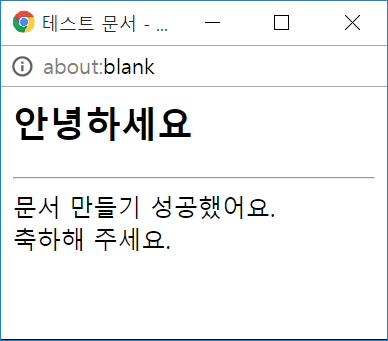 테스트 문서 - ...
about:blank
안녕하세요
문서 만들기 성공했어요.
축하해 주세요.